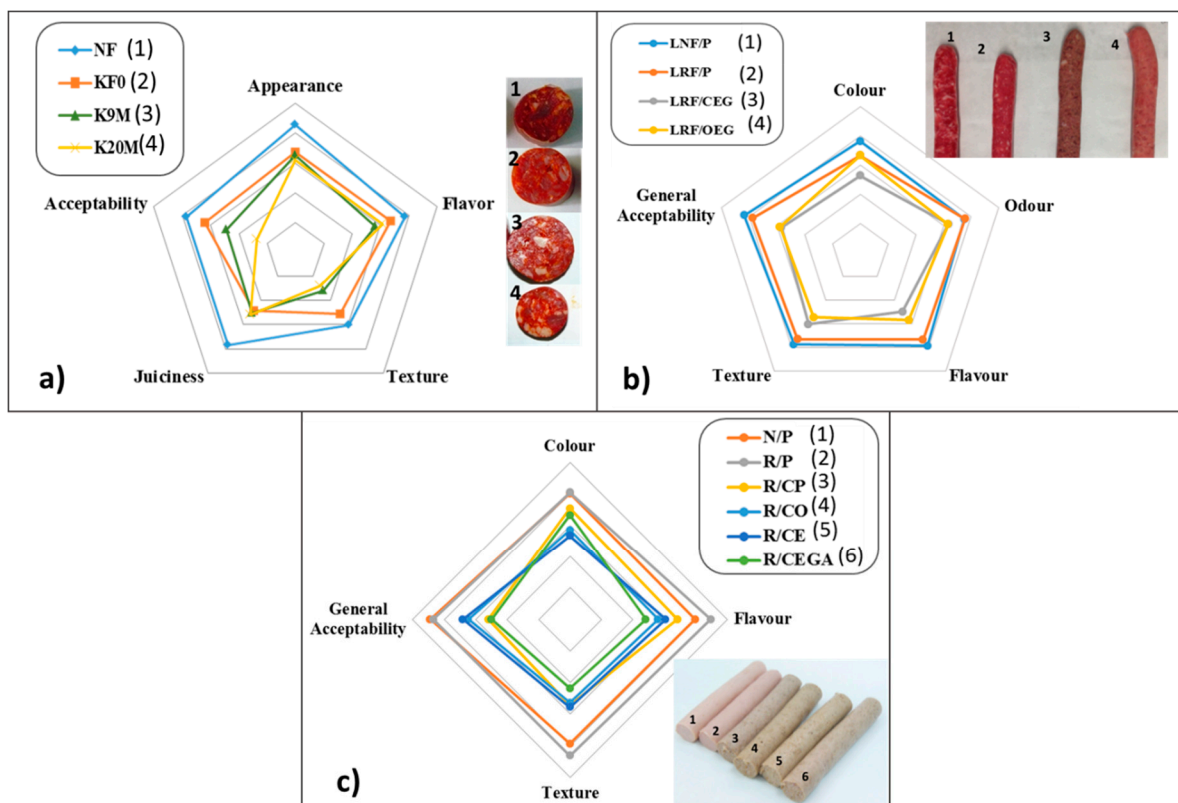 NF (1)
KF0 (2)
K9M (3)
K20M (4)
Appearance
Flavor
Texture
Juiciness
Acceptability
1
2
3
4
a)
LNF/P (1)
LRF/P (2)
LRF/CEG (3)
LRF/OEG (4)
Colour
Odour
Flavour
Texture
General
Acceptability
1
2
3
4
b)
N/P (1)
R/P (2)
R/CP (3)
R/CO (4)
R/CE (5)
R/CEGA (6)
Colour
Flavour
Texture
General
Acceptability
1
2
3
4
5
6
c)